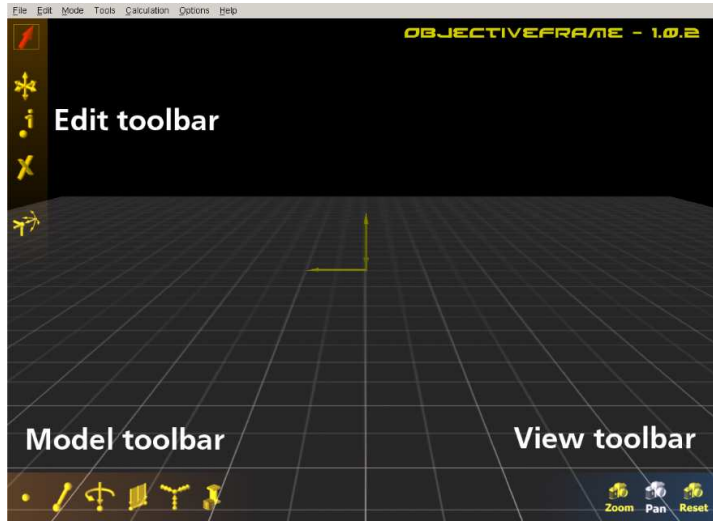 File Edit Mode Tools Calculation Options Help
OBJECTIVEFRAME - 1.0.2
Edit toolbar
Model toolbar
View toolbar
Zoom Pan Reset